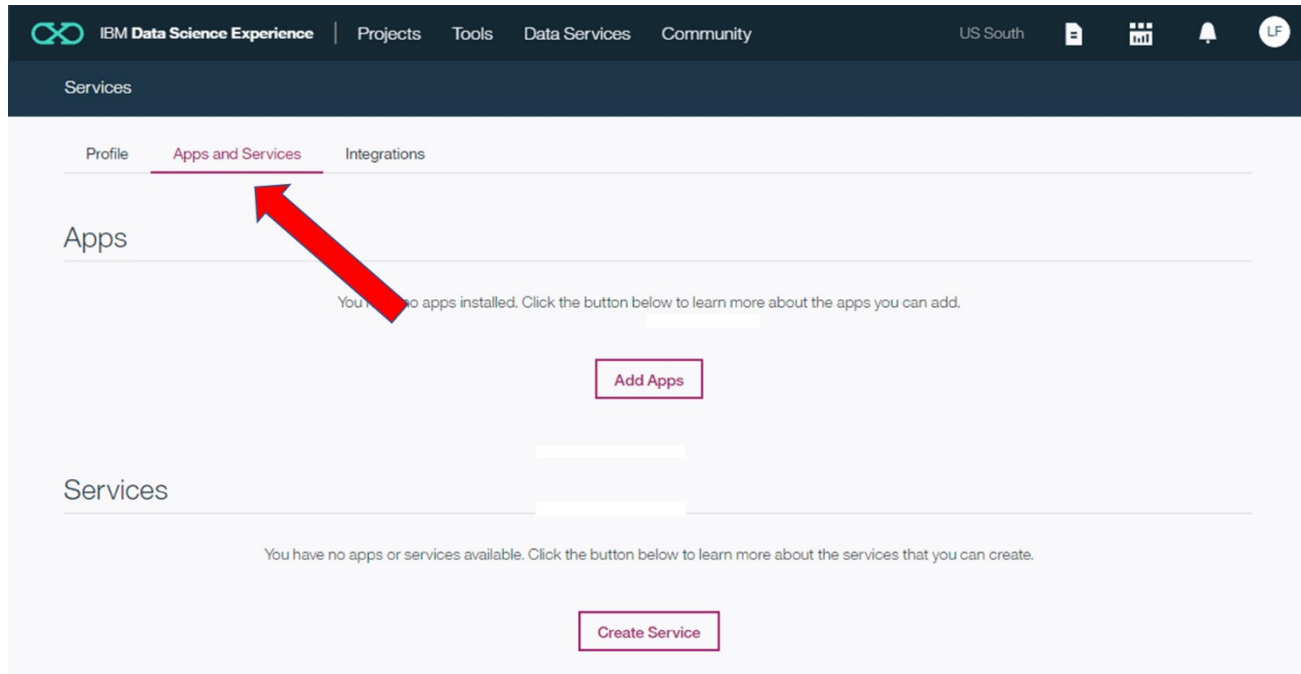 IBM Data Science Experience Projects Tools Data Services Community US South LF
Services
Profile Apps and Services Integrations
Apps
You no apps installed. Click the button below to learn more about the apps you can add.
Add Apps
Services
You have no apps or services available. Click the button below to learn more about the services that you can create.
Create Service